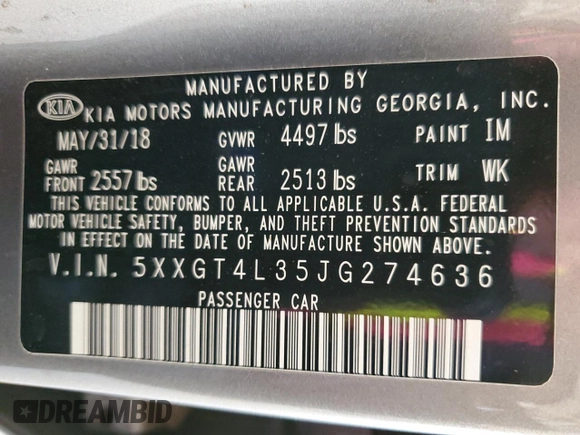 MANUFACTURED BY
KIA KIA MOTORS MANUFACTURING GEORGIA, INC.
MAY/31/18 GVWR 4497 lbs PAINT IM
GAWR FRONT 2557 lbs GAWR REAR 2513 lbs TRIM WK
THIS VEHICLE CONFORMS TO ALL APPLICABLE U.S.A. FEDERAL
MOTOR VEHICLE SAFETY, BUMPER, AND THEFT PREVENTION STANDARDS
IN EFFECT ON THE DATE OF MANUFACTURE SHOWN ABOVE.
V.I.N. 5XXGT4L35JG274636
PASSENGER CAR
DREAMBID